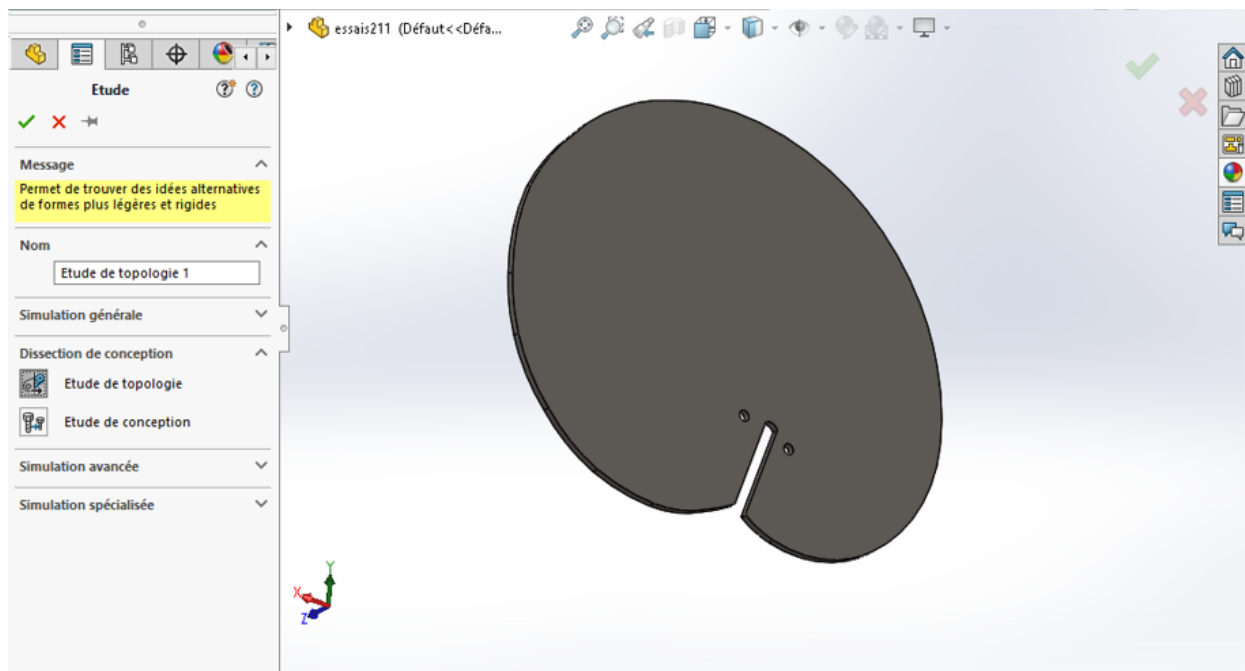 essais211 (Défaut<<Défa...
Etude
Message
Permet de trouver des idées alternatives
de formes plus légères et rigides
Nom
Etude de topologie 1
Simulation générale
Dissection de conception
Etude de topologie
Etude de conception
Simulation avancée
Simulation spécialisée
Y
X
Z